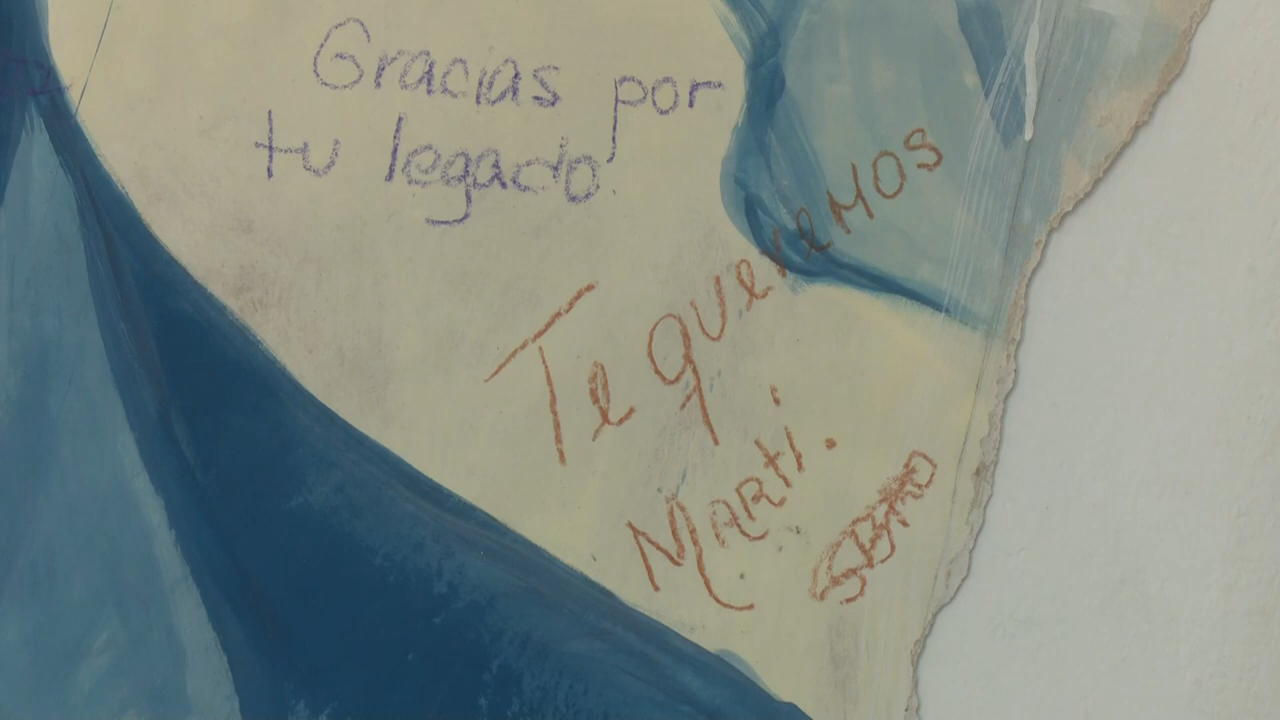 Gracias por
tu legado.
Te queremos
Martí.